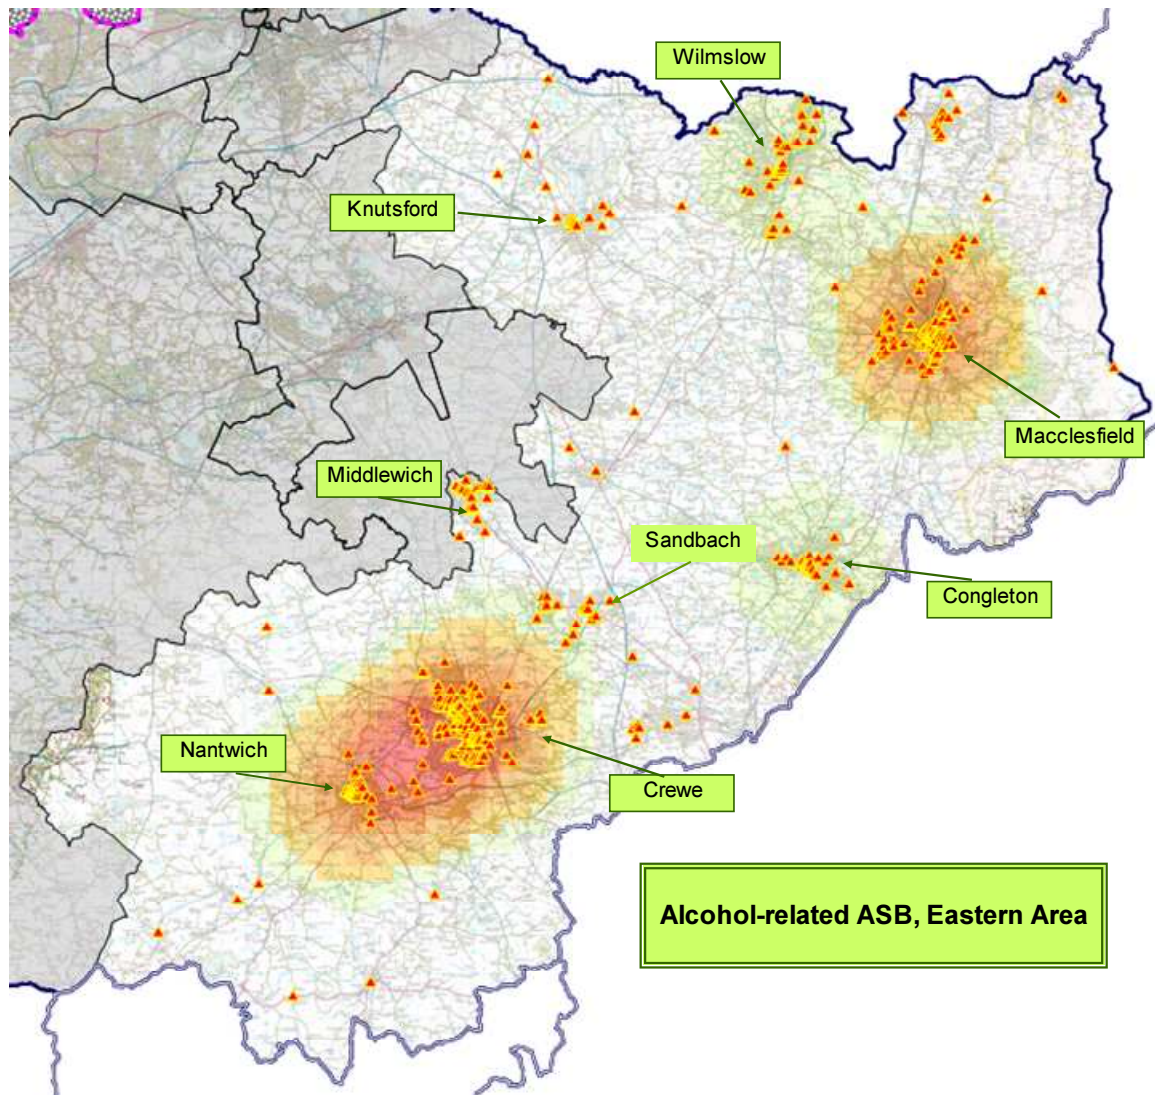 Wilmslow
Knutsford
Macclesfield
Middlewich
Sandbach
Congleton
Nantwich
Crewe
Alcohol-related ASB, Eastern Area